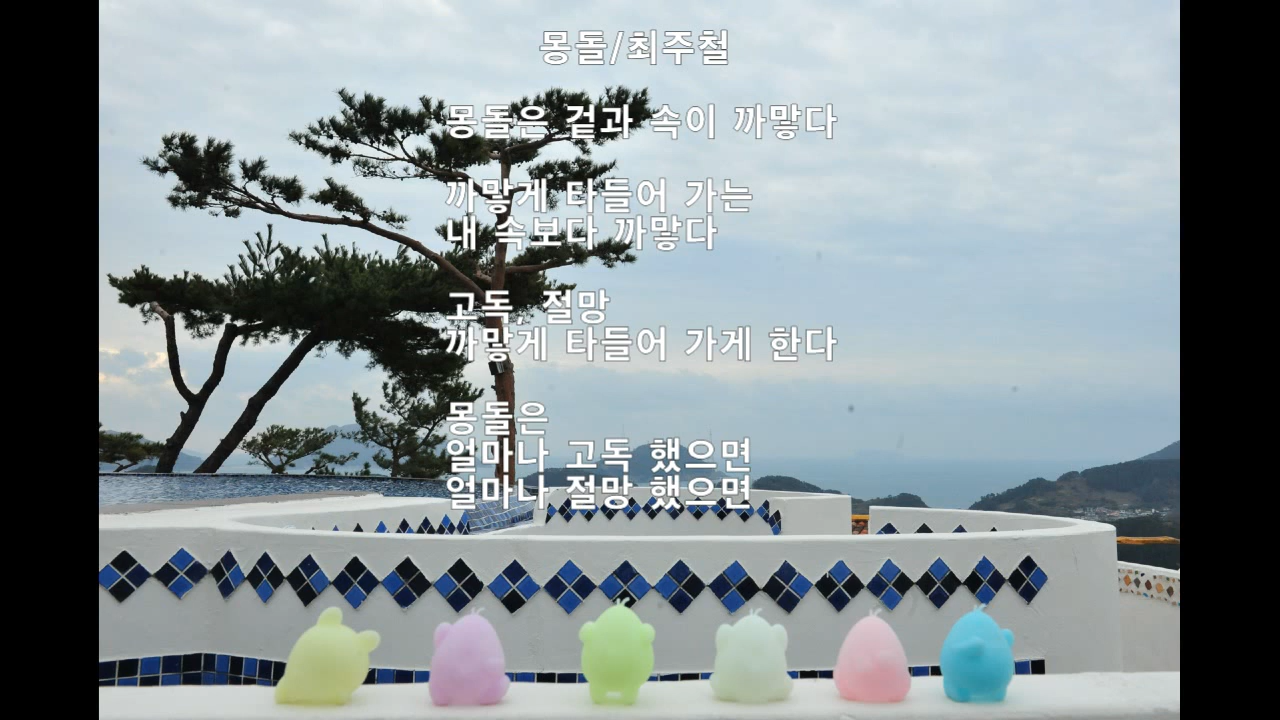 몽돌/최주철
몽돌은 겉과 속이 까맣다
까맣게 타들어 가는
내 속보다 까맣다
고독, 절망
까맣게 타들어 가게 한다
몽돌은
얼마나 고독 했으면
얼마나 절망 했으면